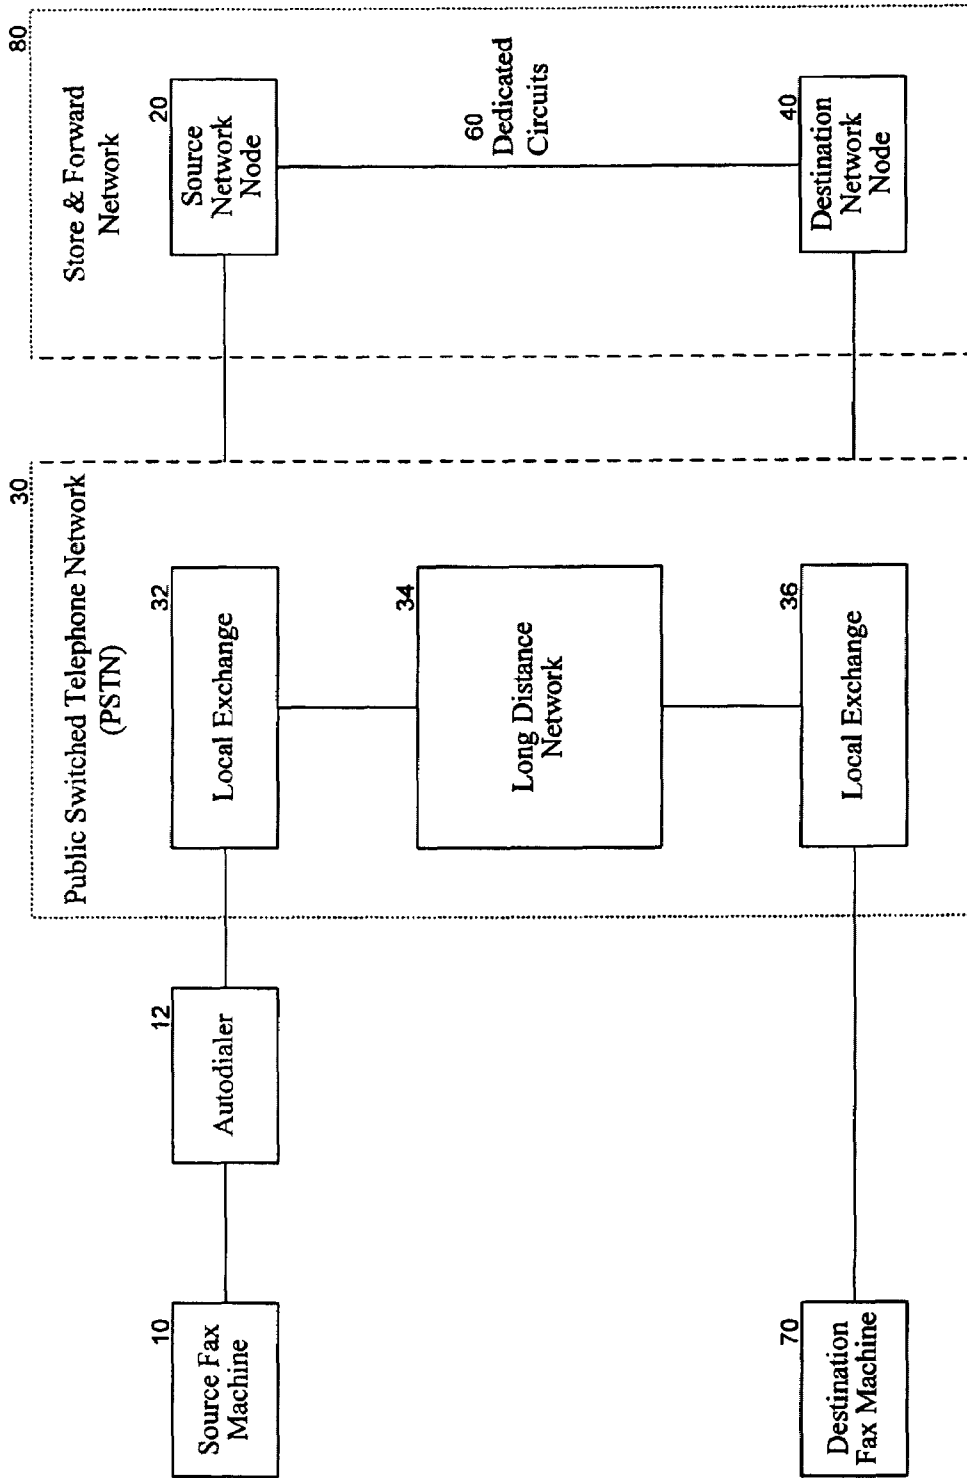 80
Store & Forward
Network
20
Source
Network
Node
60
Dedicated
Circuits
40
Destination
Network
Node
30
Public Switched Telephone Network
(PSTN)
32
Local Exchange
34
Long Distance
Network
36
Local Exchange
12
Autodialer
10
Source Fax
Machine
70
Destination
Fax Machine